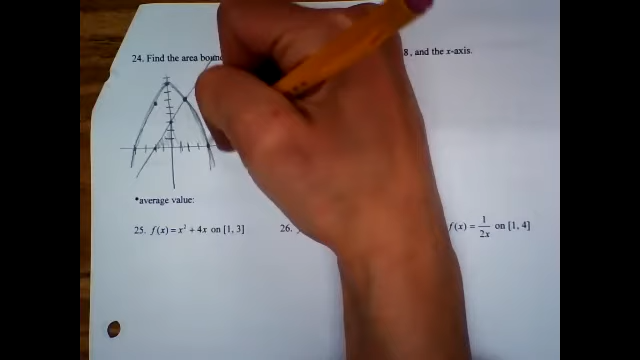 24. Find the area 8, and the x-axis.
*average value:
25. f(x) = x² + 4x on [1, 3] 26. f(x) = 1/2x on [1, 4]